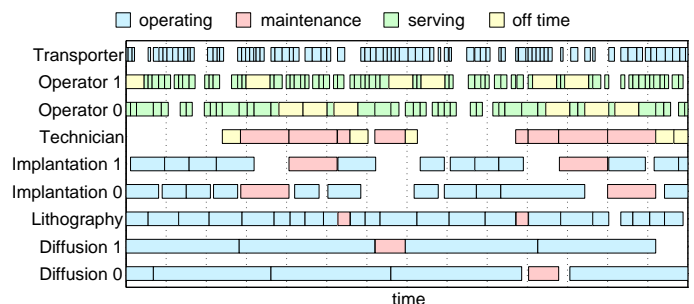 operating maintenance serving off time
Transporter
Operator 1
Operator 0
Technician
Implantation 1
Implantation 0
Lithography
Diffusion 1
Diffusion 0
time